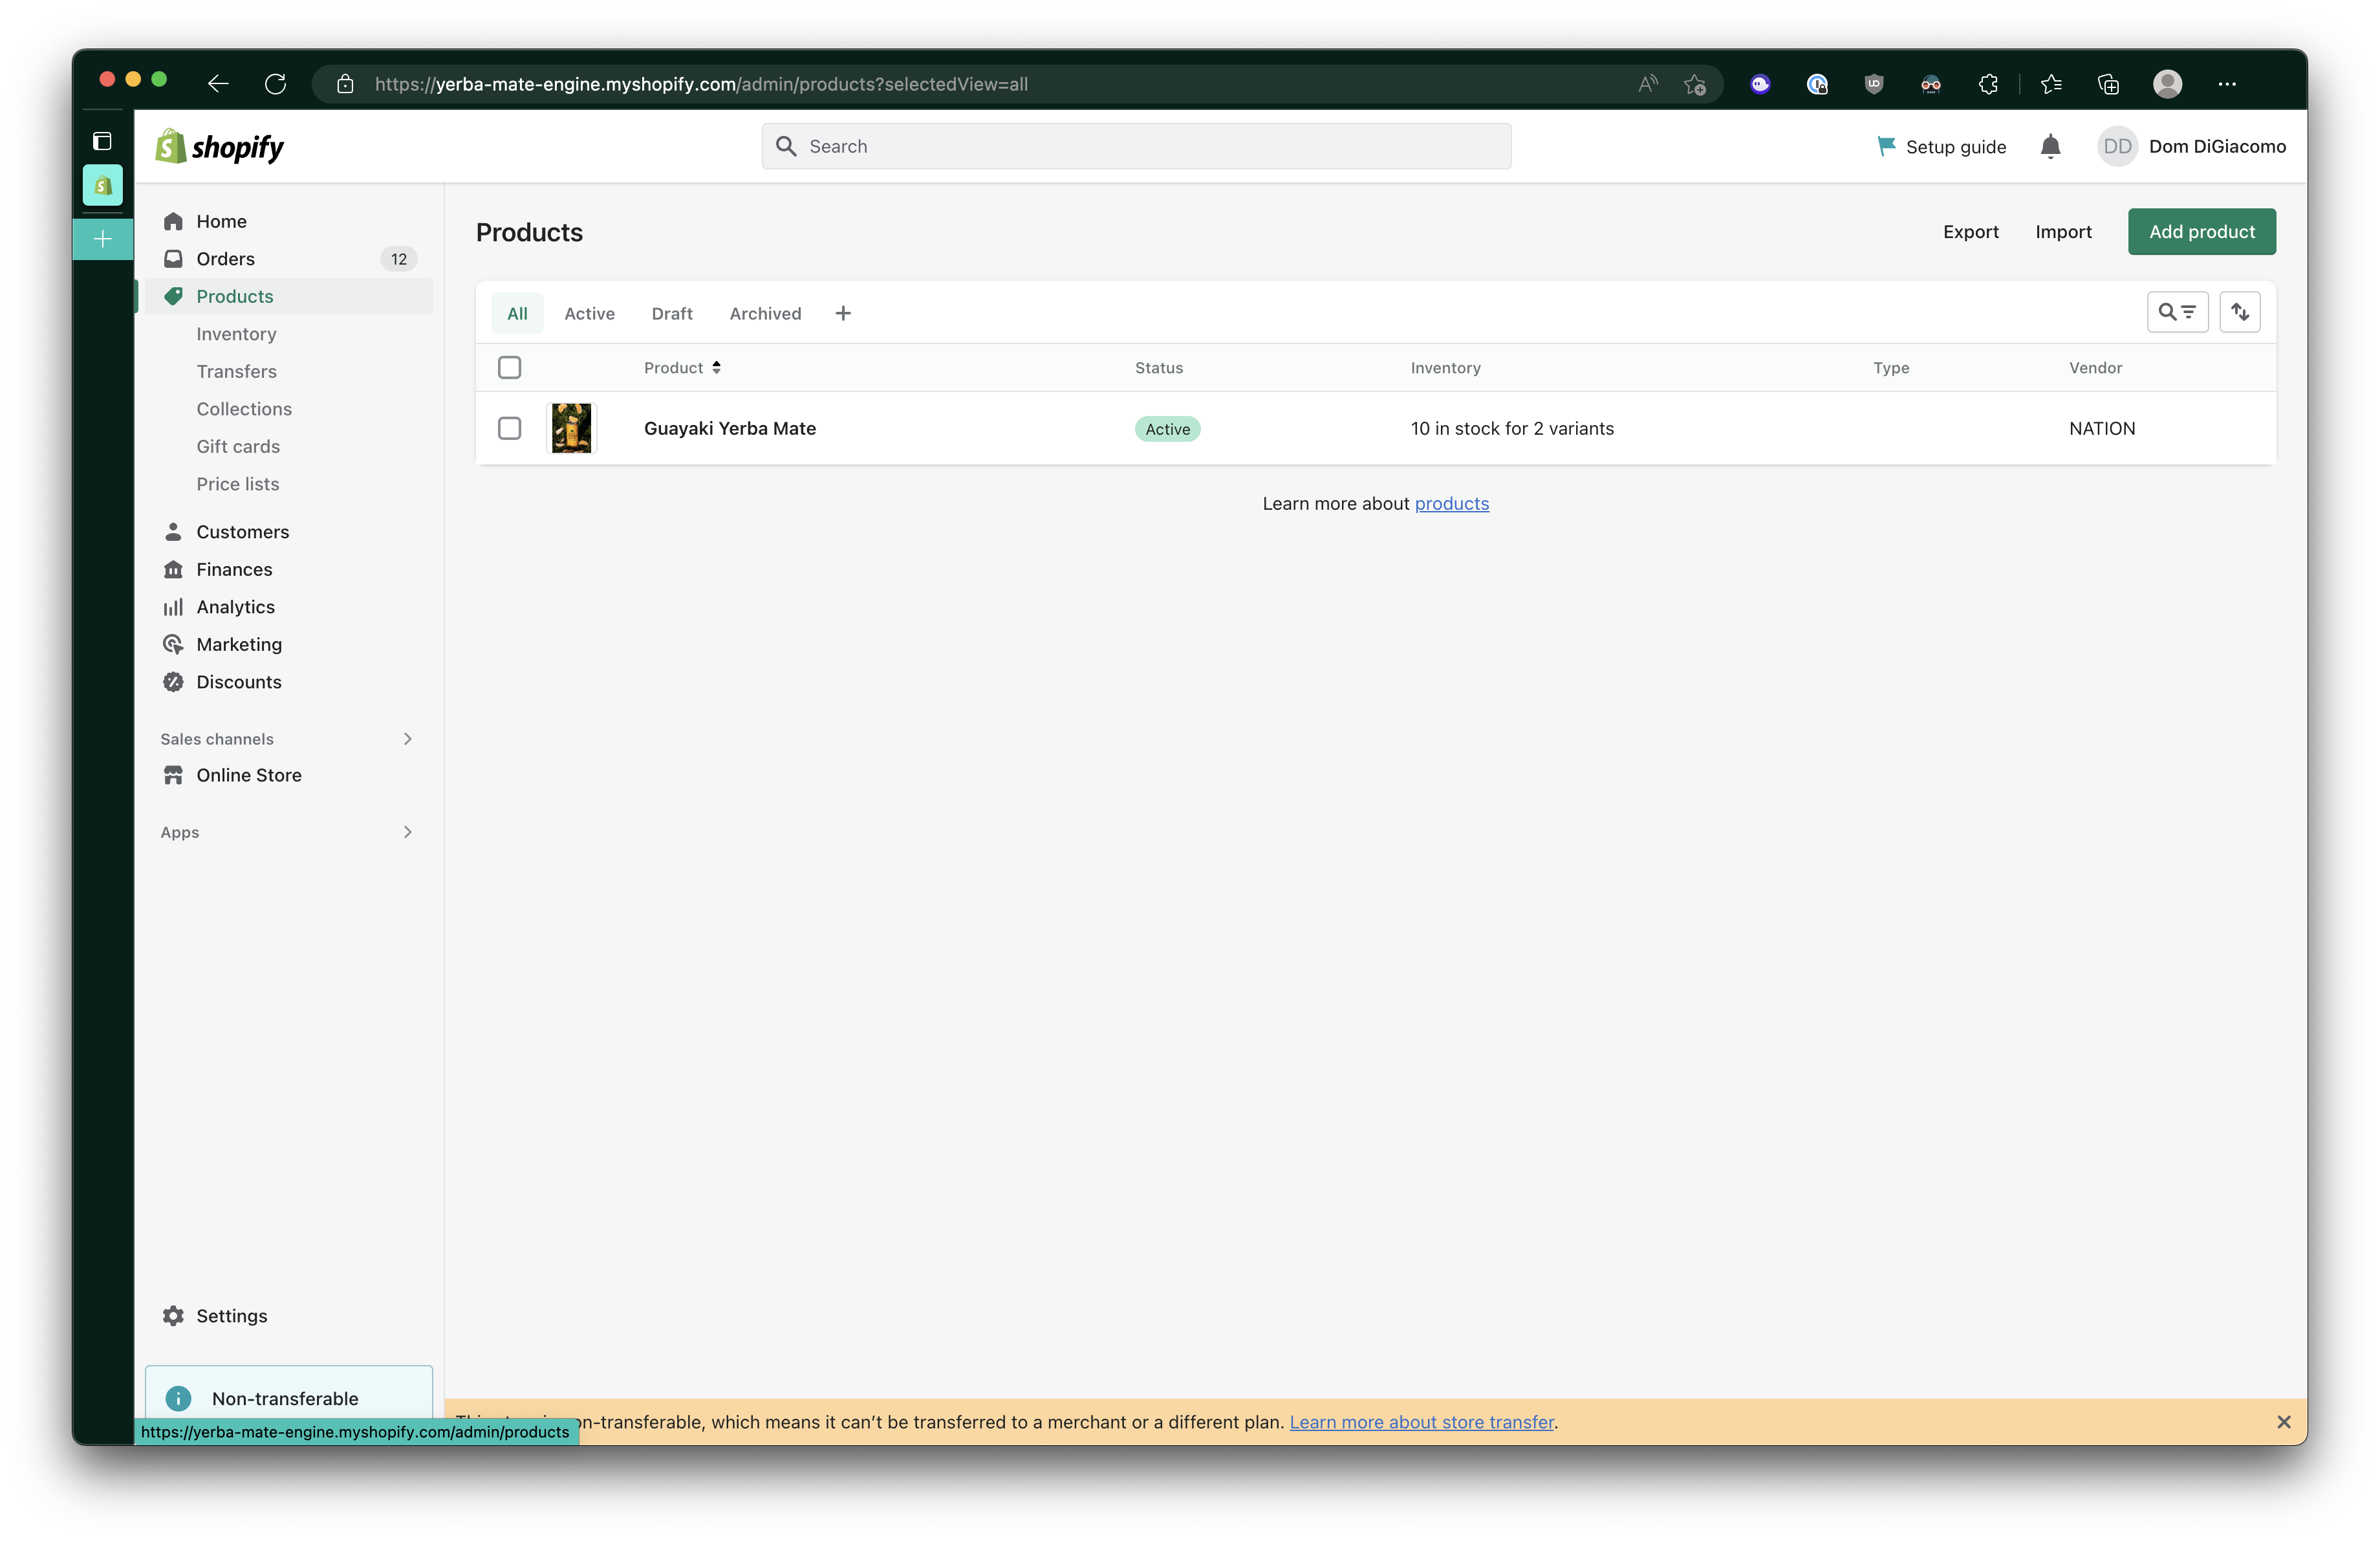 https://yerba-mate-engine.myshopify.com/admin/products?selectedView=all
shopify
Search
Setup guide
DD
Dom DiGiacomo
Home
Orders
12
Products
Inventory
Transfers
Collections
Gift cards
Price lists
Customers
Finances
Analytics
Marketing
Discounts
Sales channels
Online Store
Apps
Settings
Non-transferable
https://yerba-mate-engine.myshopify.com/admin/products
Products
Export
Import
Add product
All
Active
Draft
Archived
Product
Status
Inventory
Type
Vendor
Guayaki Yerba Mate
Active
10 in stock for 2 variants
NATION
Learn more about products
on-transferable, which means it can’t be transferred to a merchant or a different plan. Learn more about store transfer.